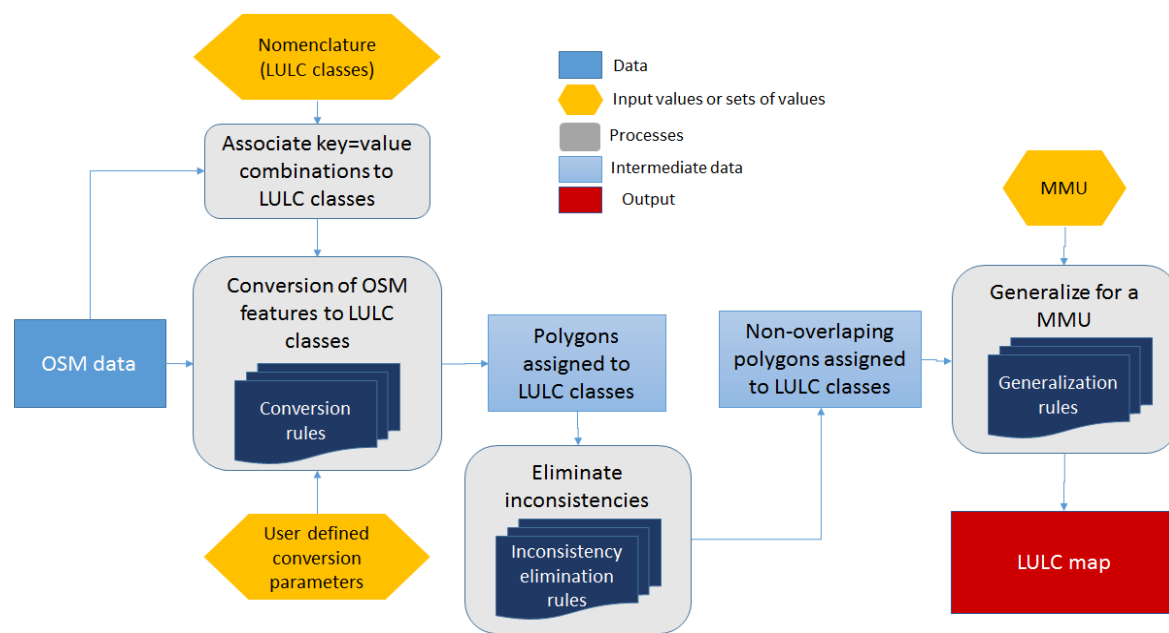 Nomenclature
(LULC classes)
Associate key=value
combinations to
LULC classes
Conversion of OSM
features to LULC
classes
Conversion
rules
OSM data
User defined
conversion
parameters
Data
Input values or sets of values
Processes
Intermediate data
Output
Polygons
assigned to
LULC classes
Eliminate
inconsistencies
Inconsistency
elimination
rules
Non-overlaping
polygons assigned
to LULC classes
MMU
Generalize for a
MMU
Generalization
rules
LULC map